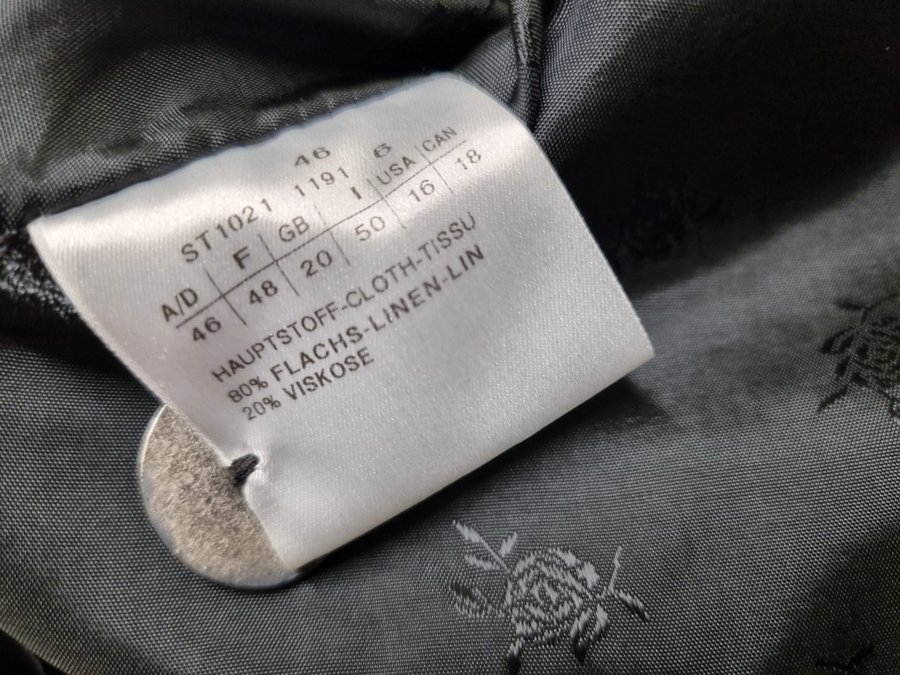 46
ST1021 1191 6
A/D F GB I USA CAN
46 48 20 50 16 18
HAUPTSTOFF-CLOTH-TISSU
80% FLACHS-LINEN-LIN
20% VISKOSE